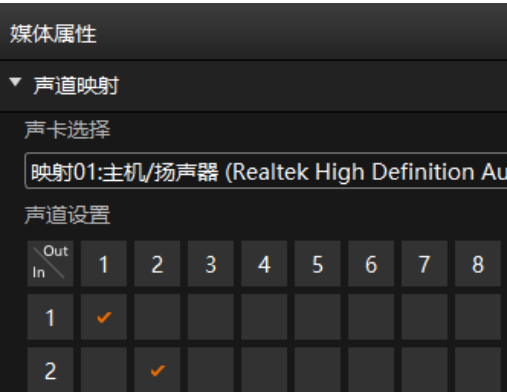 媒体属性
声道映射
声卡选择
映射01:主机/扬声器 (Realtek High Definition Au
声道设置
Out
In 1 2 3 4 5 6 7 8
1
2